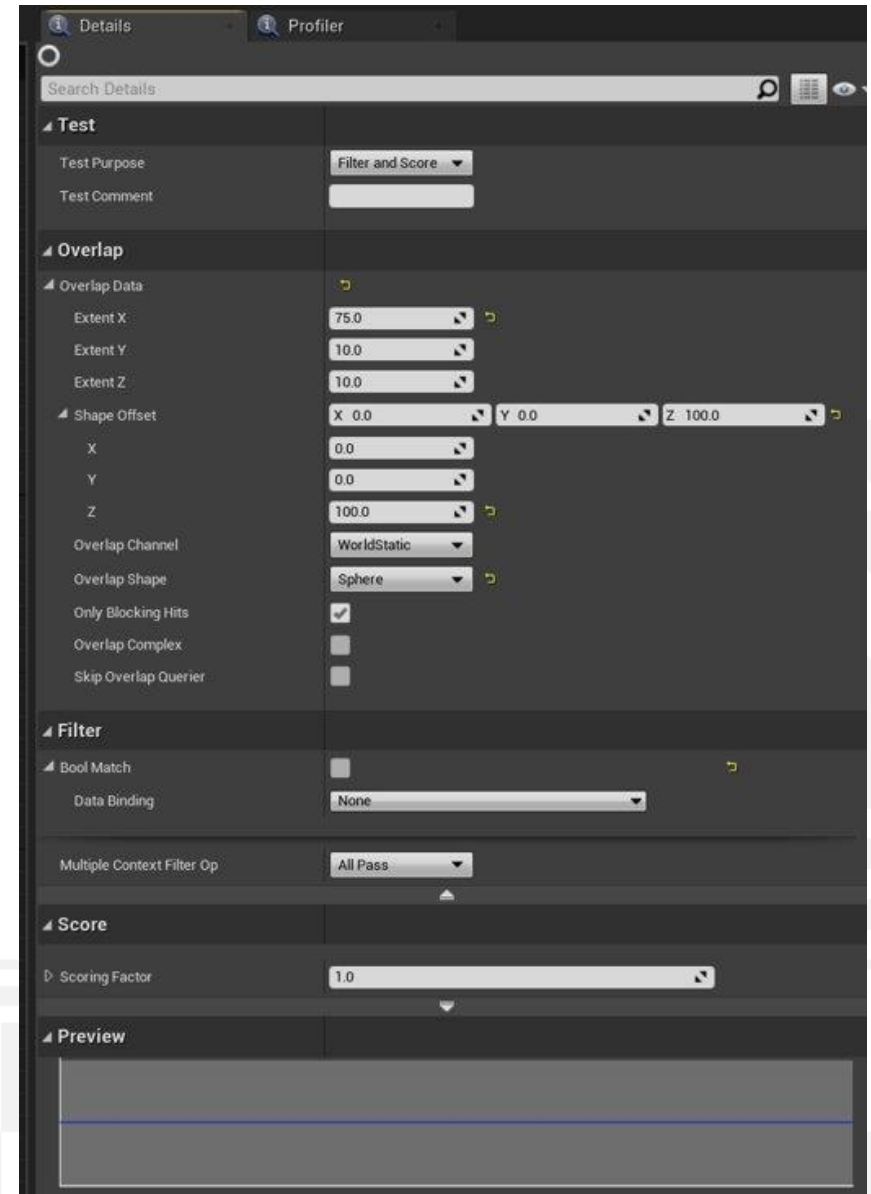 Details
Profiler
Search Details
Test
Test Purpose Filter and Score
Test Comment
Overlap
Overlap Data
Extent X 75.0
Extent Y 10.0
Extent Z 10.0
Shape Offset X 0.0 Y 0.0 Z 100.0
X 0.0
Y 0.0
Z 100.0
Overlap Channel WorldStatic
Overlap Shape Sphere
Only Blocking Hits
Overlap Complex
Skip Overlap Querier
Filter
Bool Match
Data Binding None
Multiple Context Filter Op All Pass
Score
Scoring Factor 1.0
Preview